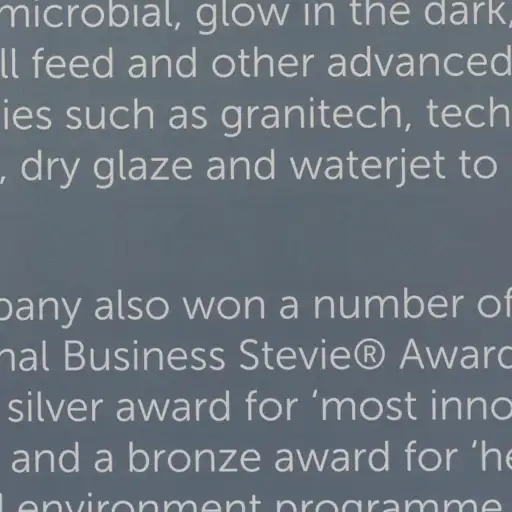 microbial, glow in the dark,
ll feed and other advanced
ies such as granitech, tech
, dry glaze and waterjet to
pany also won a number of
nal Business Stevie® Award
silver award for ‘most inno
and a bronze award for ‘he
l environment programme